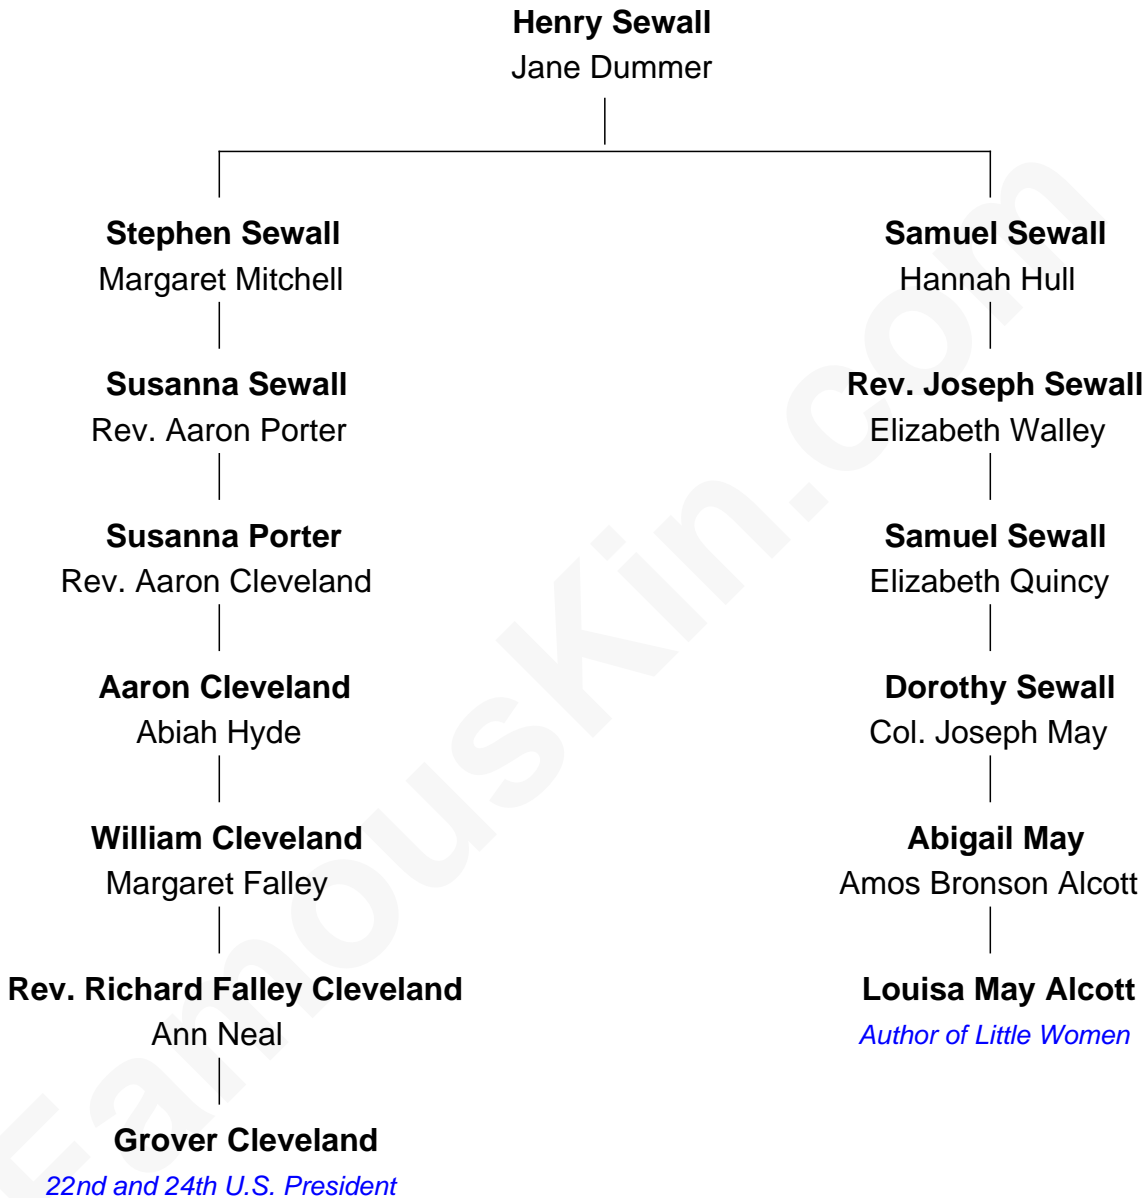 Henry Sewall
Jane Dummer
Stephen Sewall
Margaret Mitchell
Samuel Sewall
Hannah Hull
Susanna Sewall
Rev. Aaron Porter
Rev. Joseph Sewall
Elizabeth Walley
Susanna Porter
Rev. Aaron Cleveland
Samuel Sewall
Elizabeth Quincy
Aaron Cleveland
Abiah Hyde
Dorothy Sewall
Col. Joseph May
William Cleveland
Margaret Falley
Abigail May
Amos Bronson Alcott
Rev. Richard Falley Cleveland
Ann Neal
Louisa May Alcott
Author of Little Women
Grover Cleveland
22nd and 24th U.S. President
FamousKin.com